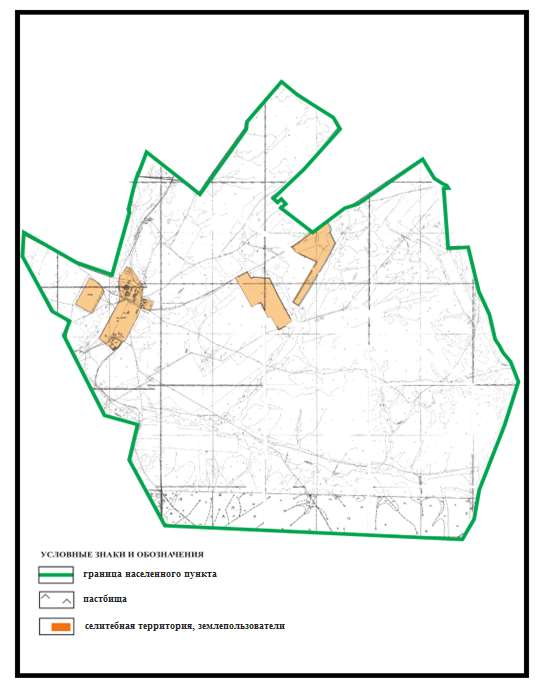 УСЛОВНЫЕ ЗНАКИ И ОБОЗНАЧЕНИЯ
граница населенного пункта
пастбища
селитебная территория, землепользователи